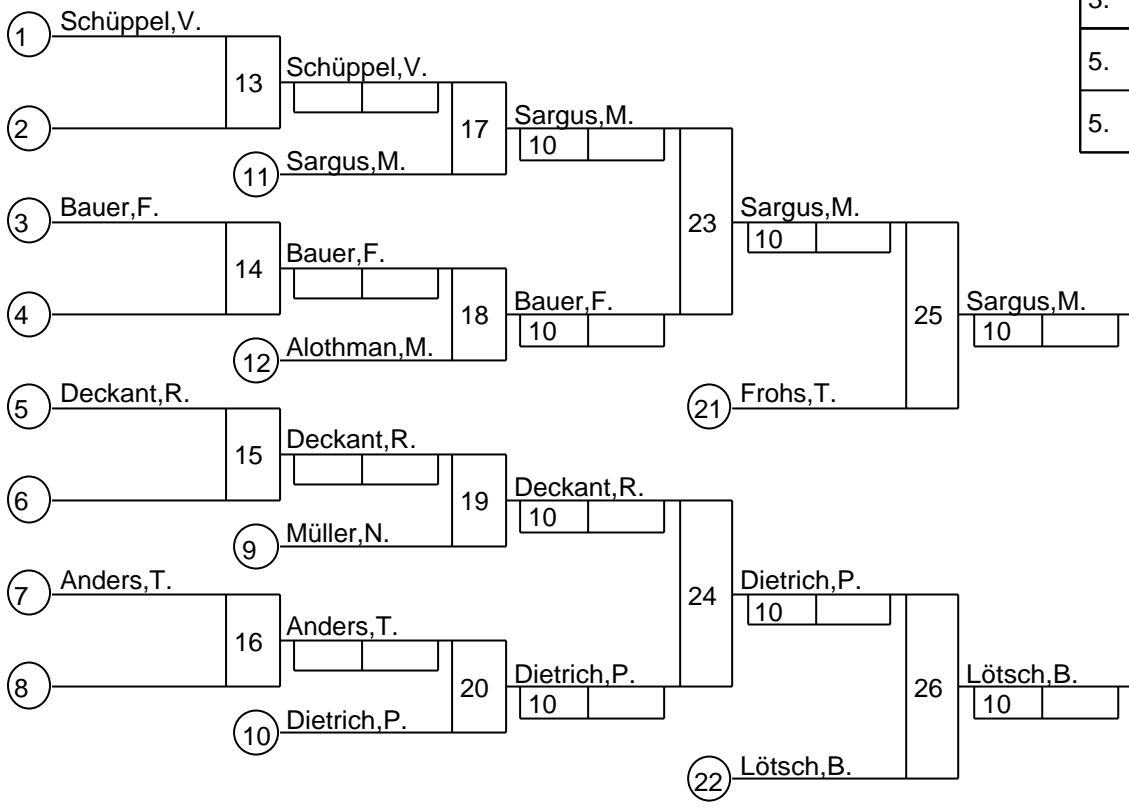 3.
1 Schüppel,V.
5.
13 Schüppel,V.
2
17 Sargus,M.
10
5.
11 Sargus,M.
3 Bauer,F.
23 Sargus,M.
10
14 Bauer,F.
4
18 Bauer,F.
10
25 Sargus,M.
10
12 Alothman,M.
5 Deckant,R.
21 Frohs,T.
15 Deckant,R.
6
19 Deckant,R.
10
9 Müller,N.
7 Anders,T.
24 Dietrich,P.
10
16 Anders,T.
8
20 Dietrich,P.
10
26 Lötsch,B.
10
10 Dietrich,P.
22 Lötsch,B.